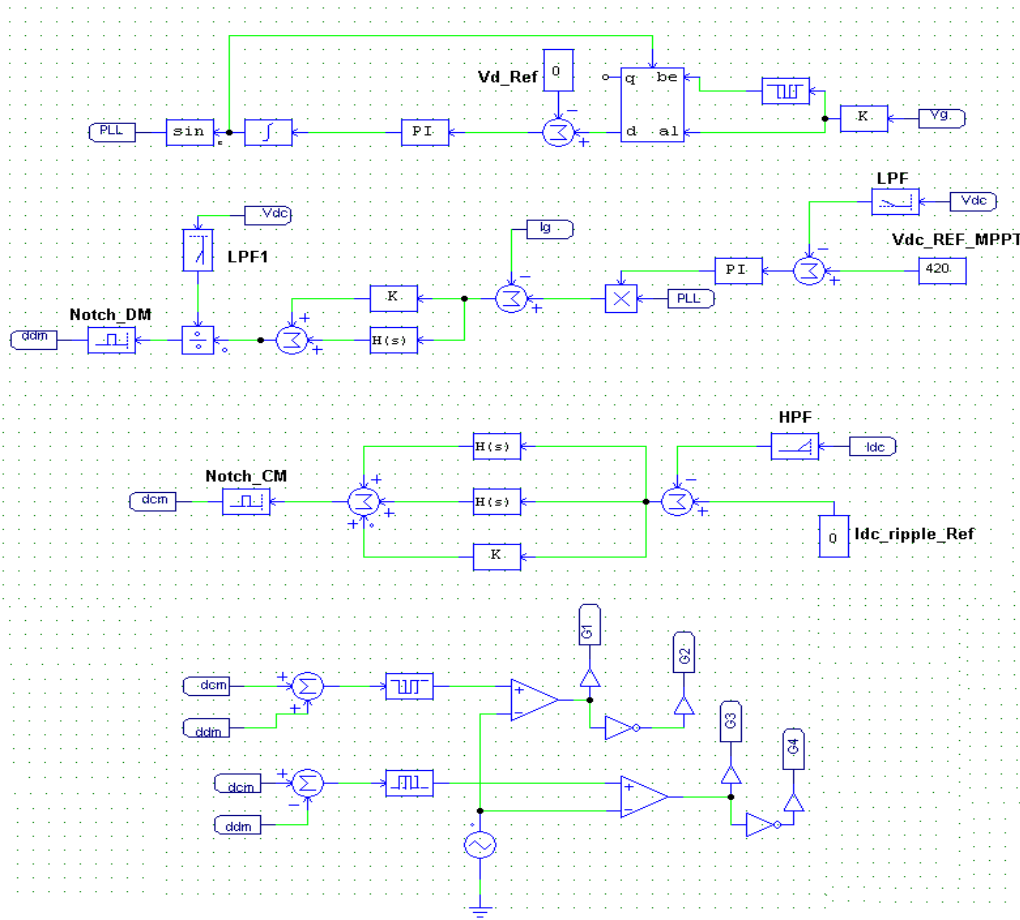 Vd_Ref
0
q
be
d
al
K
Vg
PLL
sin
∫
PI
Σ
LPF
Vdc
Vdc_REF_MPPT
420
Σ
PI
PLL
Ig
Σ
Vdc
LPF1
K
H(s)
Σ
÷
Notch_DM
ddm
HPF
Idc
Idc_ripple_Ref
0
Σ
H(s)
H(s)
K
Σ
Notch_CM
dcm
G1
G2
G3
G4
dcm
ddm
Σ
dcm
ddm
Σ